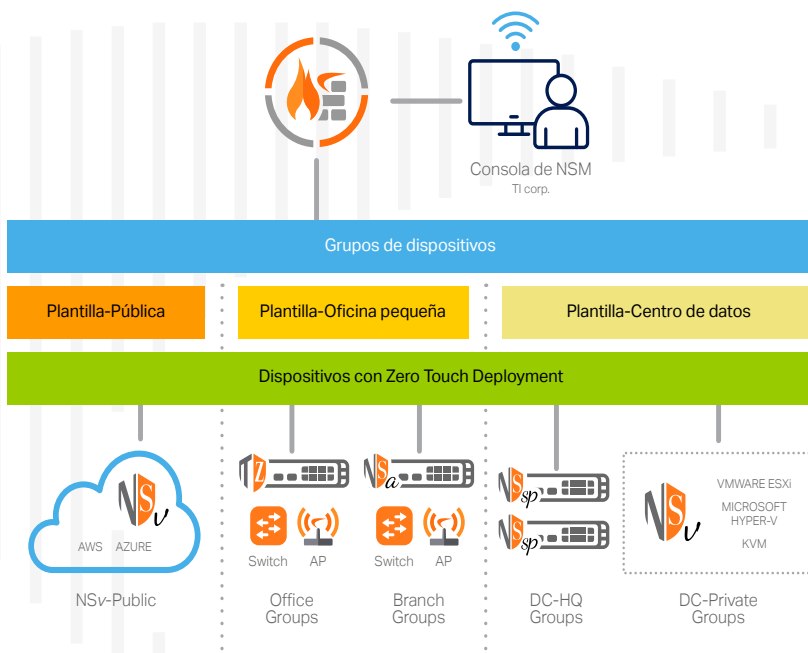 Consola de NSM
TI corp.
Grupos de dispositivos
Plantilla-Pública
Plantilla-Oficina pequeña
Plantilla-Centro de datos
Dispositivos con Zero Touch Deployment
NSv
AWS AZURE
NSv-Public
TZ
Switch AP
Office
Groups
NSa
Switch AP
Branch
Groups
NSsp
NSsp
DC-HQ
Groups
NSv
VMWARE ESXi
MICROSOFT
HYPER-V
KVM
DC-Private
Groups